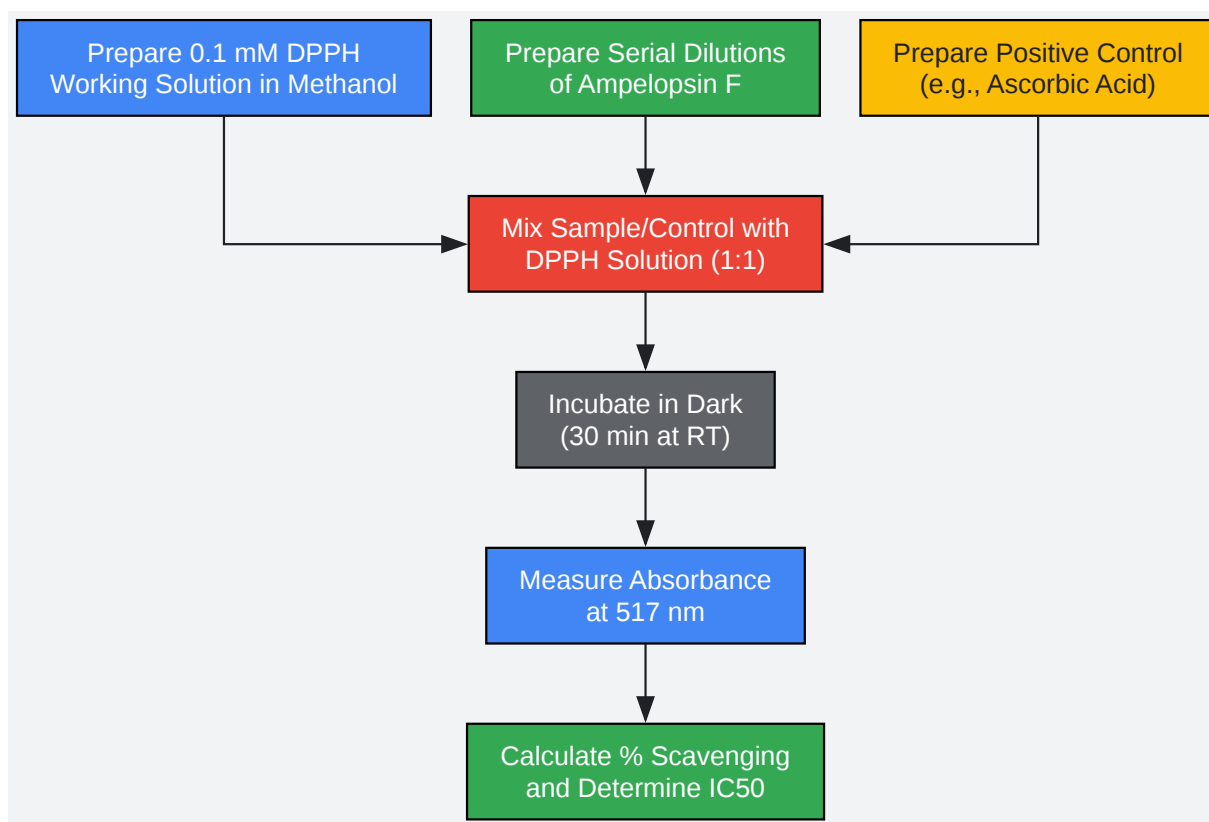 Prepare 0.1 mM DPPH
Working Solution in Methanol
Prepare Serial Dilutions
of Ampelopsin F
Prepare Positive Control
(e.g., Ascorbic Acid)
Mix Sample/Control with
DPPH Solution (1:1)
Incubate in Dark
(30 min at RT)
Measure Absorbance
at 517 nm
Calculate % Scavenging
and Determine IC50